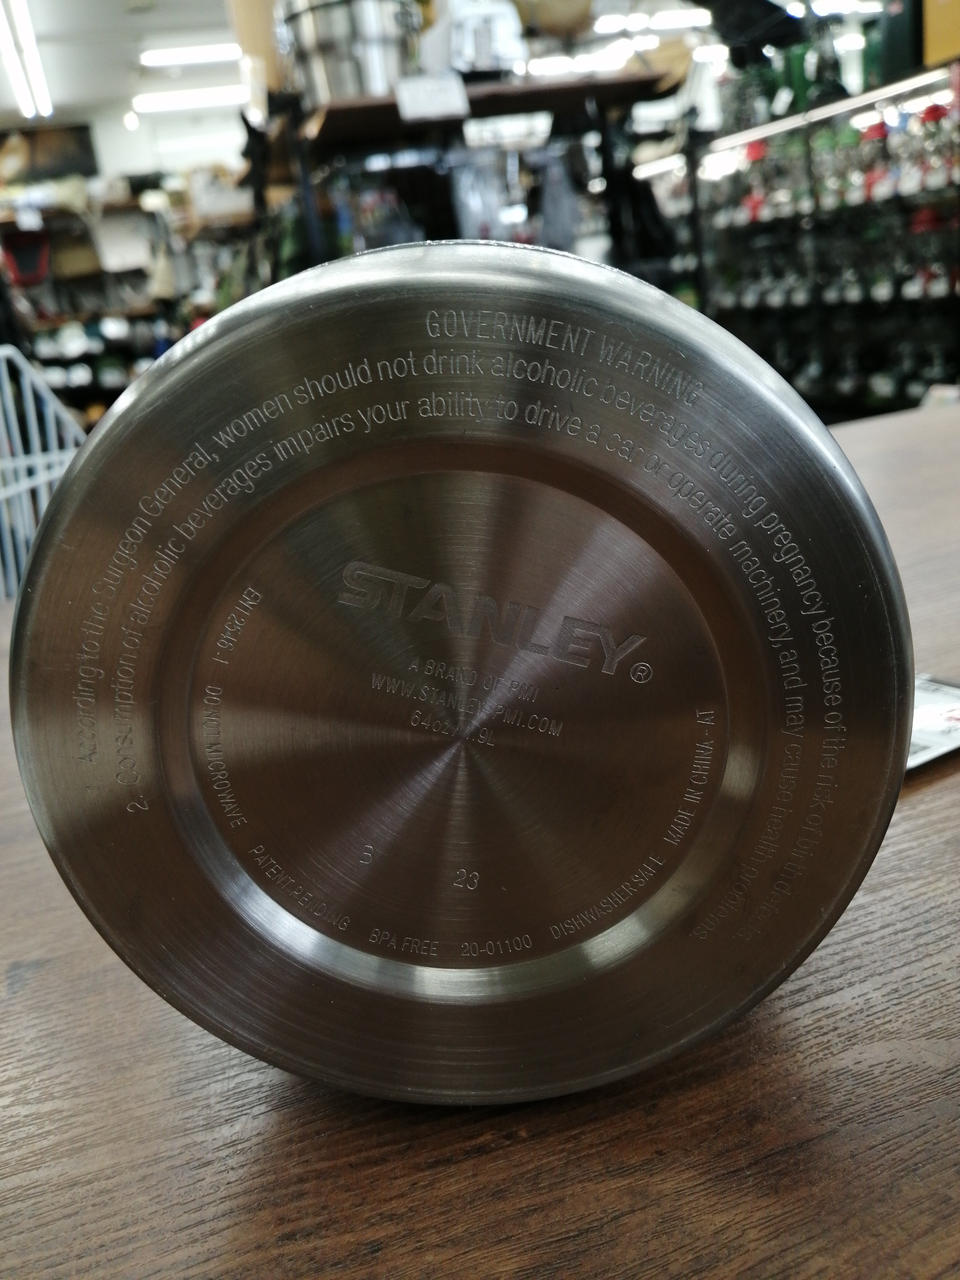 GOVERNMENT WARNING
According to the Surgeon General, women should not drink alcoholic beverages during pregnancy because of the risk of birth defects.
2. Consumption of alcoholic beverages impairs your ability to drive a car or operate machinery, and may cause health problems.
STANLEY®
A BRAND OF PMI
WWW.STANLEY-PMI.COM
64oz / 1.9L
3
23
EN12546-1
DO NOT MICROWAVE
PATENT PENDING
BPA FREE
20-01100
DISHWASHER SAFE
MADE IN CHINA - A1